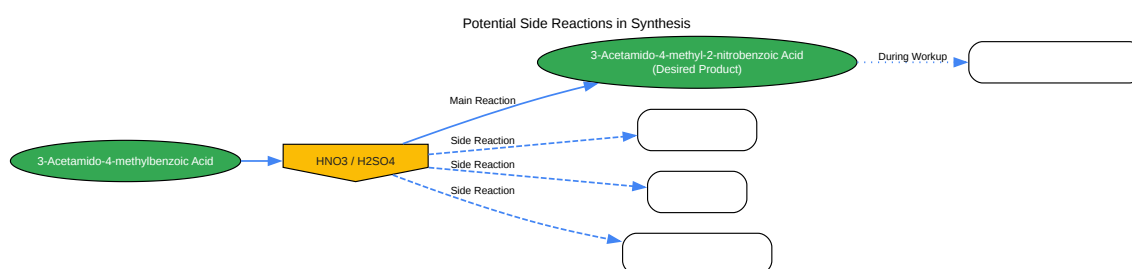 Potential Side Reactions in Synthesis
3-Acetamido-4-methyl-2-nitrobenzoic Acid
(Desired Product)
During Workup
Main Reaction
Side Reaction
3-Acetamido-4-methylbenzoic Acid
HNO3 / H2SO4
Side Reaction
Side Reaction